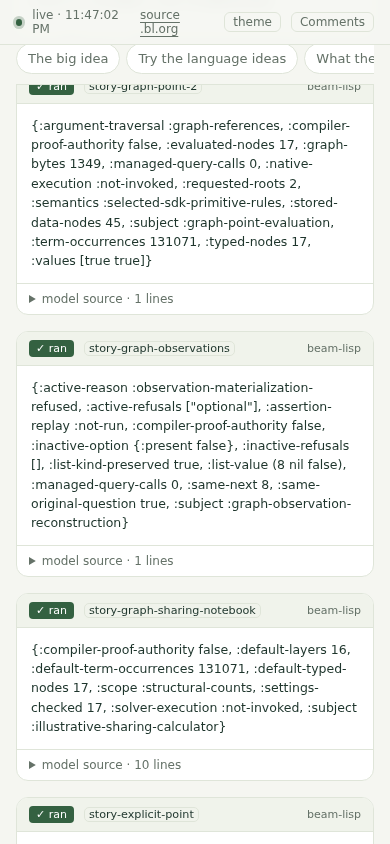 live · 11:47:02 PM
source .bl.org
theme
Comments
The big idea
Try the language ideas
What the
✓ ran story-graph-point-2 beam-lisp
{:argument-traversal :graph-references, :compiler-
proof-authority false, :evaluated-nodes 17, :graph-
bytes 1349, :managed-query-calls 0, :native-
execution :not-invoked, :requested-roots 2,
:semantics :selected-sdk-primitive-rules, :stored-
data-nodes 45, :subject :graph-point-evaluation,
:term-occurrences 131071, :typed-nodes 17,
:values [true true]}
▶ model source · 1 lines
✓ ran story-graph-observations beam-lisp
{:active-reason :observation-materialization-
refused, :active-refusals ["optional"], :assertion-
replay :not-run, :compiler-proof-authority false,
:inactive-option {:present false}, :inactive-refusals
[], :list-kind-preserved true, :list-value (8 nil false),
:managed-query-calls 0, :same-next 8, :same-
original-question true, :subject :graph-observation-
reconstruction}
▶ model source · 1 lines
✓ ran story-graph-sharing-notebook beam-lisp
{:compiler-proof-authority false, :default-layers 16,
:default-term-occurrences 131071, :default-typed-
nodes 17, :scope :structural-counts, :settings-
checked 17, :solver-execution :not-invoked, :subject
:illustrative-sharing-calculator}
▶ model source · 10 lines
✓ ran story-explicit-point beam-lisp